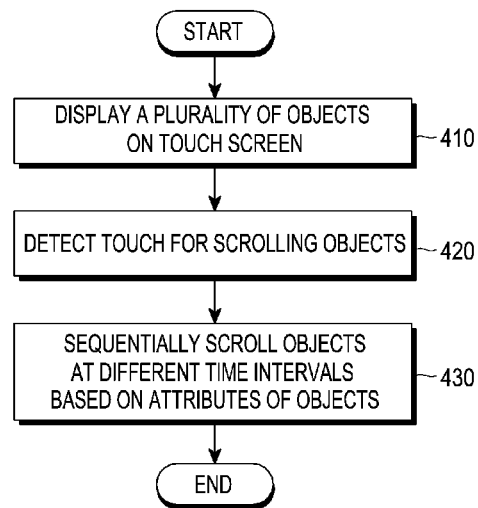 START
DISPLAY A PLURALITY OF OBJECTS
ON TOUCH SCREEN
410
DETECT TOUCH FOR SCROLLING OBJECTS
420
SEQUENTIALLY SCROLL OBJECTS
AT DIFFERENT TIME INTERVALS
BASED ON ATTRIBUTES OF OBJECTS
430
END